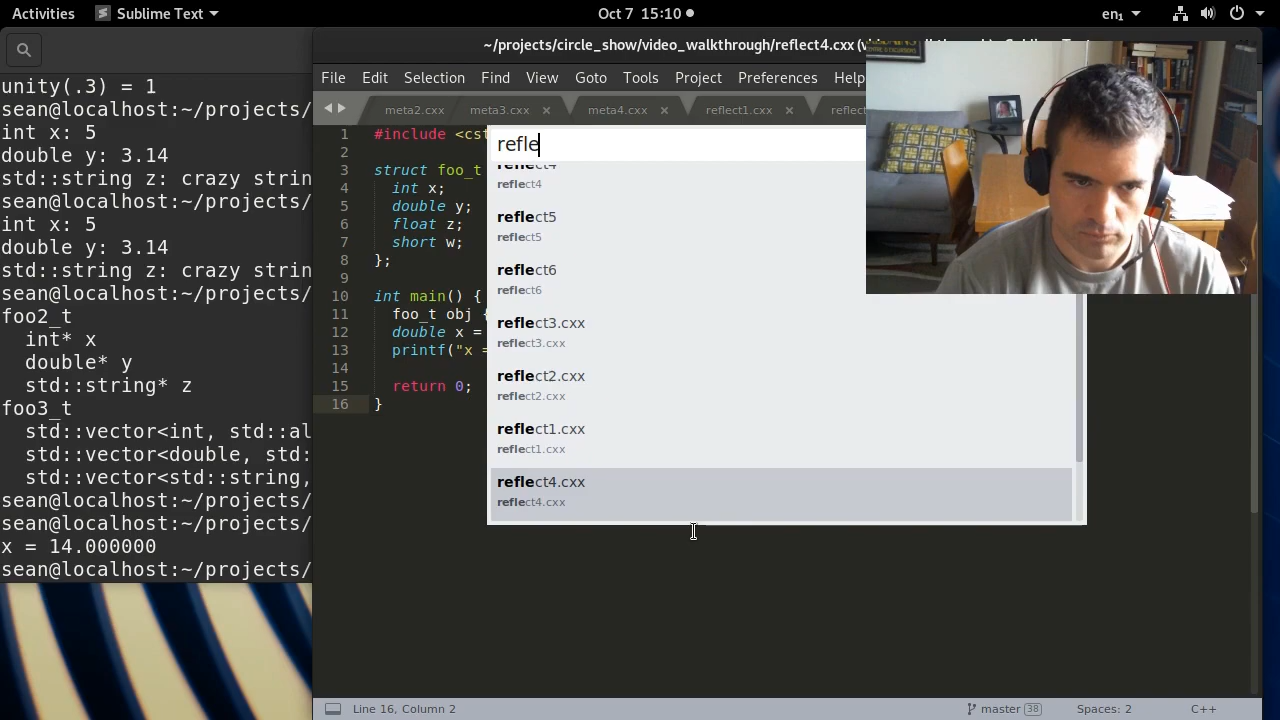 Activities
Sublime Text
Oct 7 15:10
en₁
~/projects/circle_show/video_walkthrough/reflect4.cxx
File Edit Selection Find View Goto Tools Project Preferences Help
meta2.cxx meta3.cxx × meta4.cxx × reflect1.cxx × reflec
unity(.3) = 1
sean@localhost:~/projects/
int x: 5
double y: 3.14
std::string z: crazy strin
sean@localhost:~/projects/
int x: 5
double y: 3.14
std::string z: crazy strin
sean@localhost:~/projects/
foo2_t
int* x
double* y
std::string* z
foo3_t
std::vector<int, std::al
std::vector<double, std:
std::vector<std::string,
sean@localhost:~/projects/
sean@localhost:~/projects/
x = 14.000000
sean@localhost:~/projects/
1 #include <cst
2
3 struct foo_t
4 int x;
5 double y;
6 float z;
7 short w;
8 };
9
10 int main() {
11 foo_t obj {
12 double x =
13 printf("x =
14
15 return 0;
16 }
refle
reflect4
reflect4
reflect5
reflect5
reflect6
reflect6
reflect3.cxx
reflect3.cxx
reflect2.cxx
reflect2.cxx
reflect1.cxx
reflect1.cxx
reflect4.cxx
reflect4.cxx
Line 16, Column 2
master 38
Spaces: 2
C++